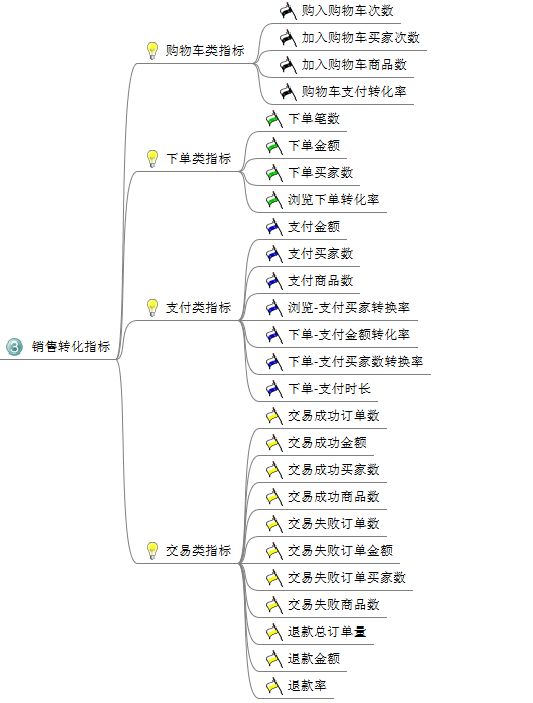 购入购物车次数
加入购物车买家次数
购物车类指标
加入购物车商品数
购物车支付转化率
下单笔数
下单金额
下单类指标
下单买家数
浏览下单转化率
支付金额
支付买家数
支付商品数
支付类指标
浏览-支付买家转换率
下单-支付金额转化率
3 销售转化指标
下单-支付买家数转换率
下单-支付时长
交易成功订单数
交易成功金额
交易成功买家数
交易成功商品数
交易失败订单数
交易类指标
交易失败订单金额
交易失败订单买家数
交易失败商品数
退款总订单量
退款金额
退款率